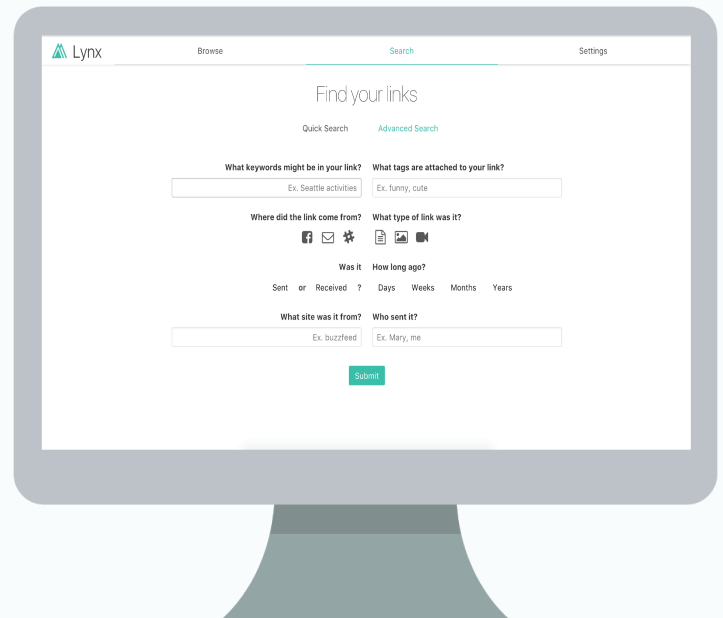 Lynx Browse Search Settings
Find your links
Quick Search Advanced Search
What keywords might be in your link? What tags are attached to your link?
Ex. Seattle activities Ex. funny, cute
Where did the link come from? What type of link was it?
Was it How long ago?
Sent or Received ? Days Weeks Months Years
What site was it from? Who sent it?
Ex. buzzfeed Ex. Mary, me
Submit